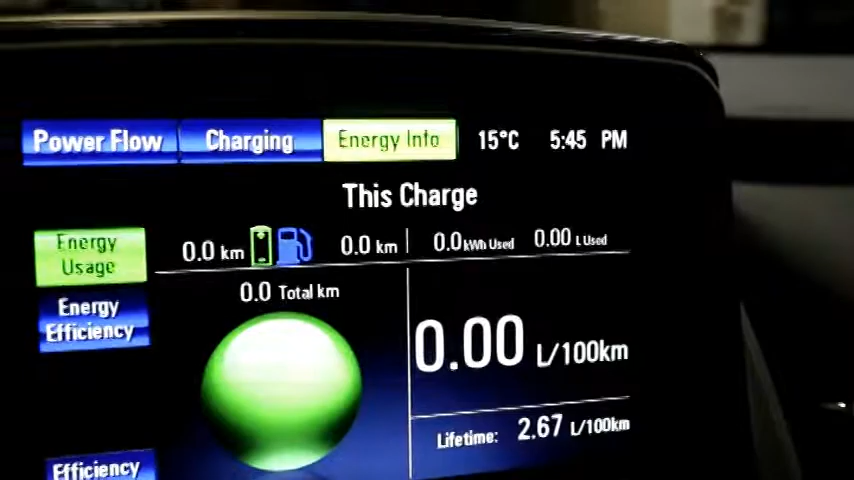 Power Flow Charging Energy Info 15°C 5:45 PM
This Charge
Energy Usage
0.0 km 0.0 km 0.0 kWh Used 0.00 L Used
Energy Efficiency
0.0 Total km
0.00 L/100km
Lifetime: 2.67 L/100km
Efficiency